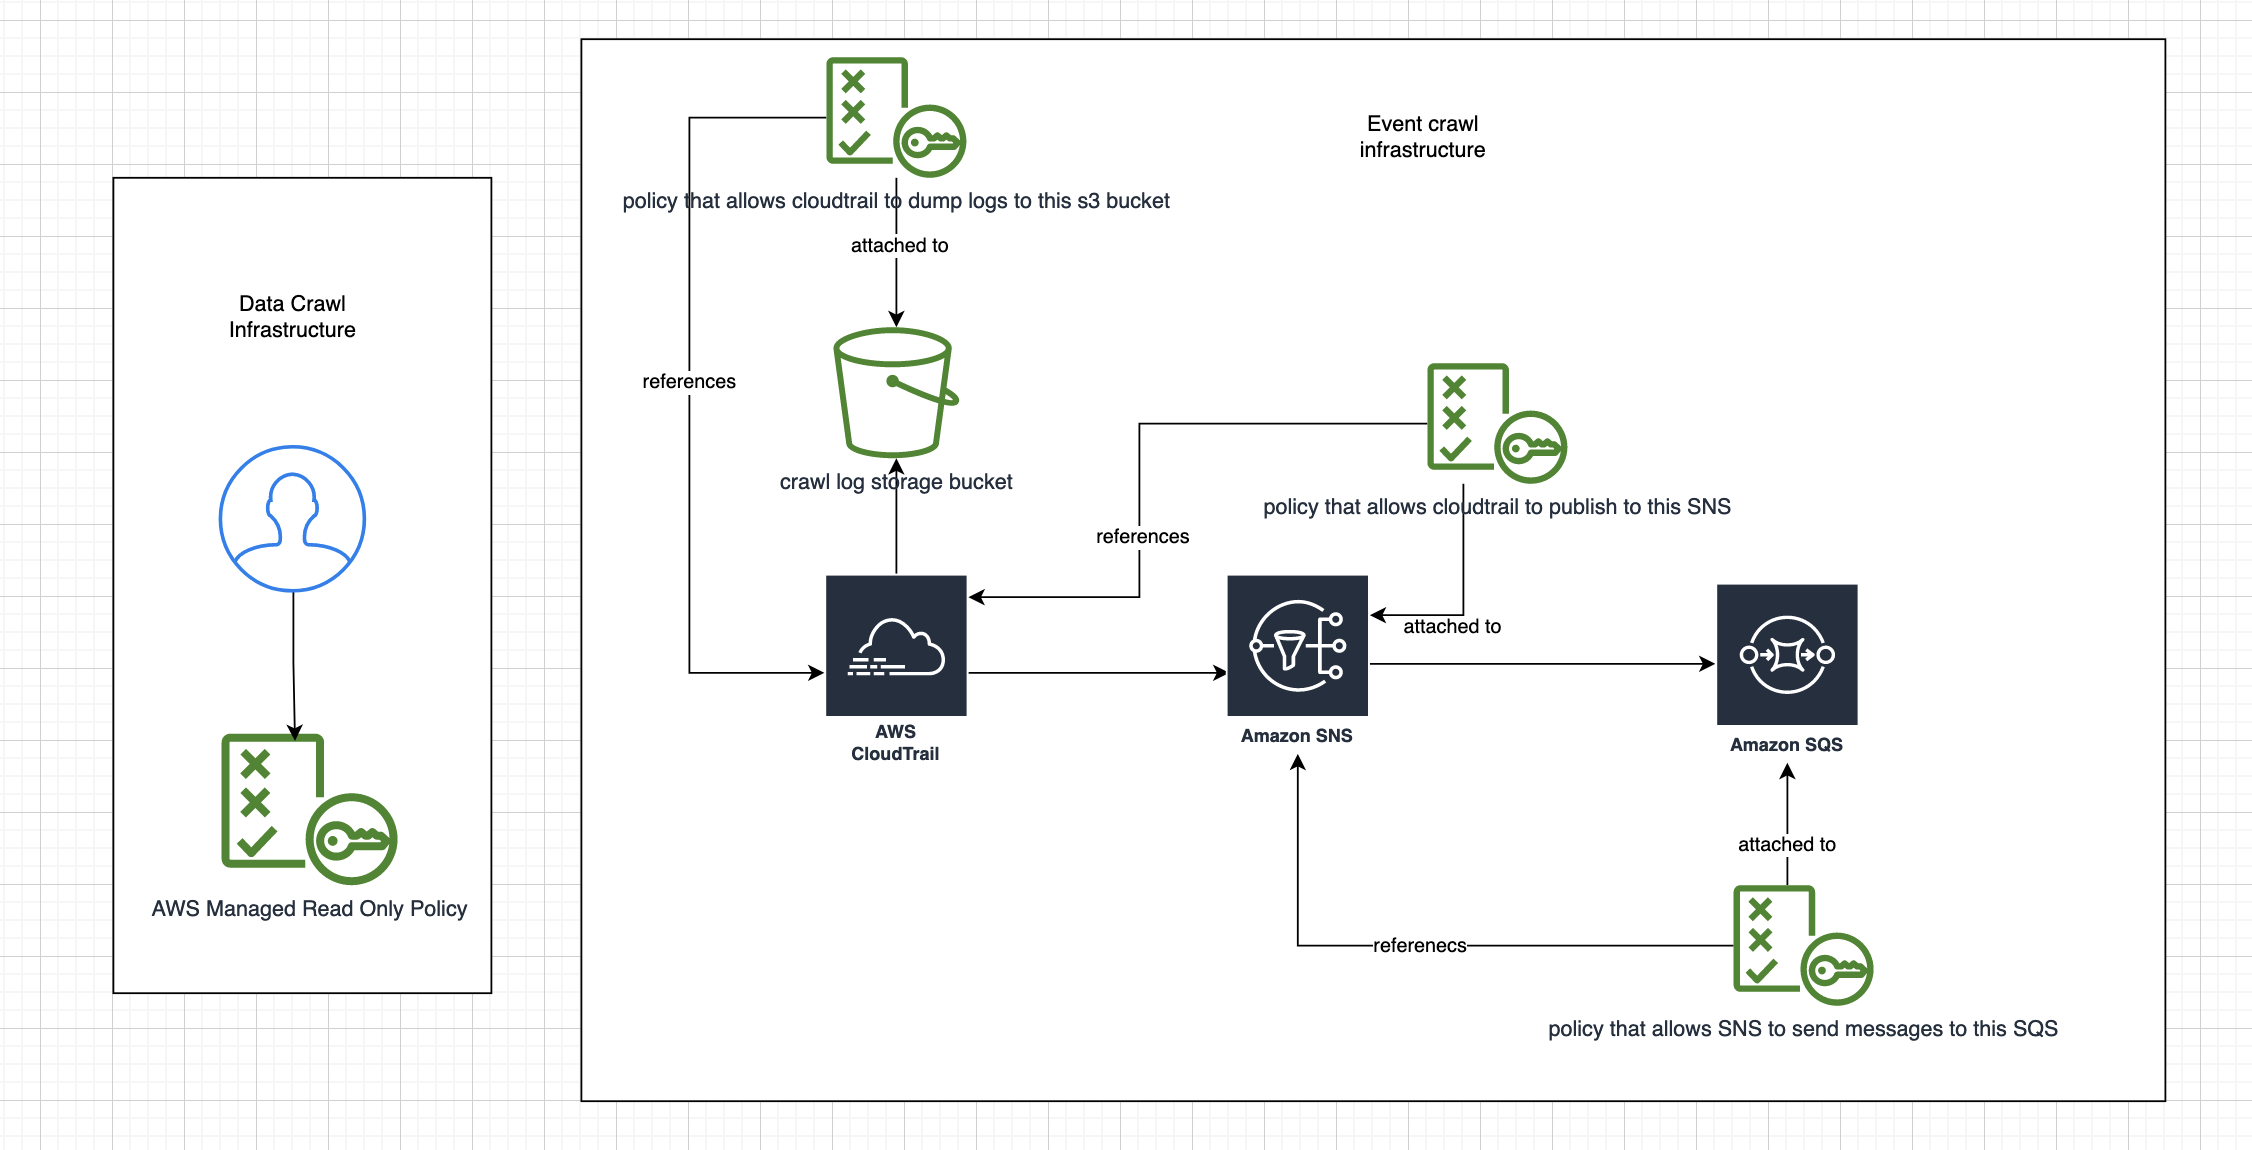 Data Crawl
Infrastructure
AWS Managed Read Only Policy
Event crawl
infrastructure
policy that allows cloudtrail to dump logs to this s3 bucket
attached to
references
crawl log storage bucket
policy that allows cloudtrail to publish to this SNS
references
attached to
AWS
CloudTrail
Amazon SNS
Amazon SQS
attached to
referenecs
policy that allows SNS to send messages to this SQS